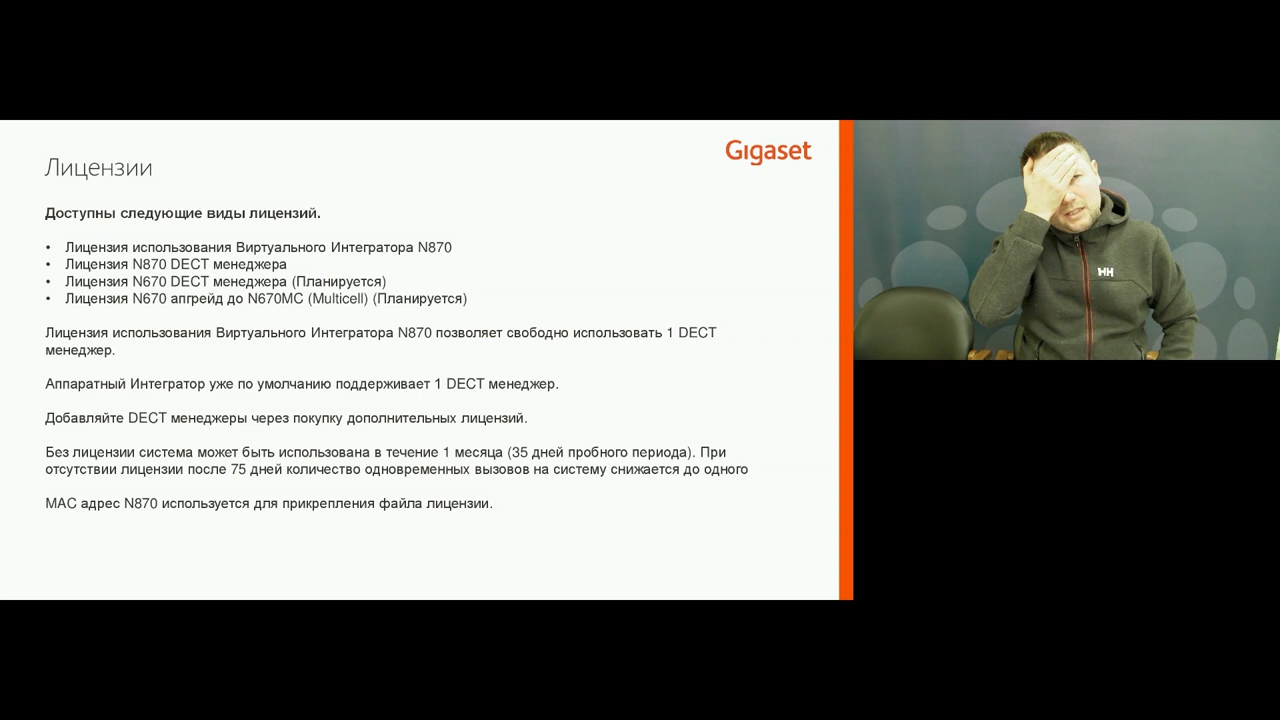 Gigaset
Лицензии
Доступны следующие виды лицензий.
• Лицензия использования Виртуального Интегратора N870
• Лицензия N870 DECT менеджера
• Лицензия N670 DECT менеджера (Планируется)
• Лицензия N670 апгрейд до N670MC (Multicell) (Планируется)
Лицензия использования Виртуального Интегратора N870 позволяет свободно использовать 1 DECT
менеджер.
Аппаратный Интегратор уже по умолчанию поддерживает 1 DECT менеджер.
Добавляйте DECT менеджеры через покупку дополнительных лицензий.
Без лицензии система может быть использована в течение 1 месяца (35 дней пробного периода). При
отсутствии лицензии после 75 дней количество одновременных вызовов на систему снижается до одного
MAC адрес N870 используется для прикрепления файла лицензии.
HH